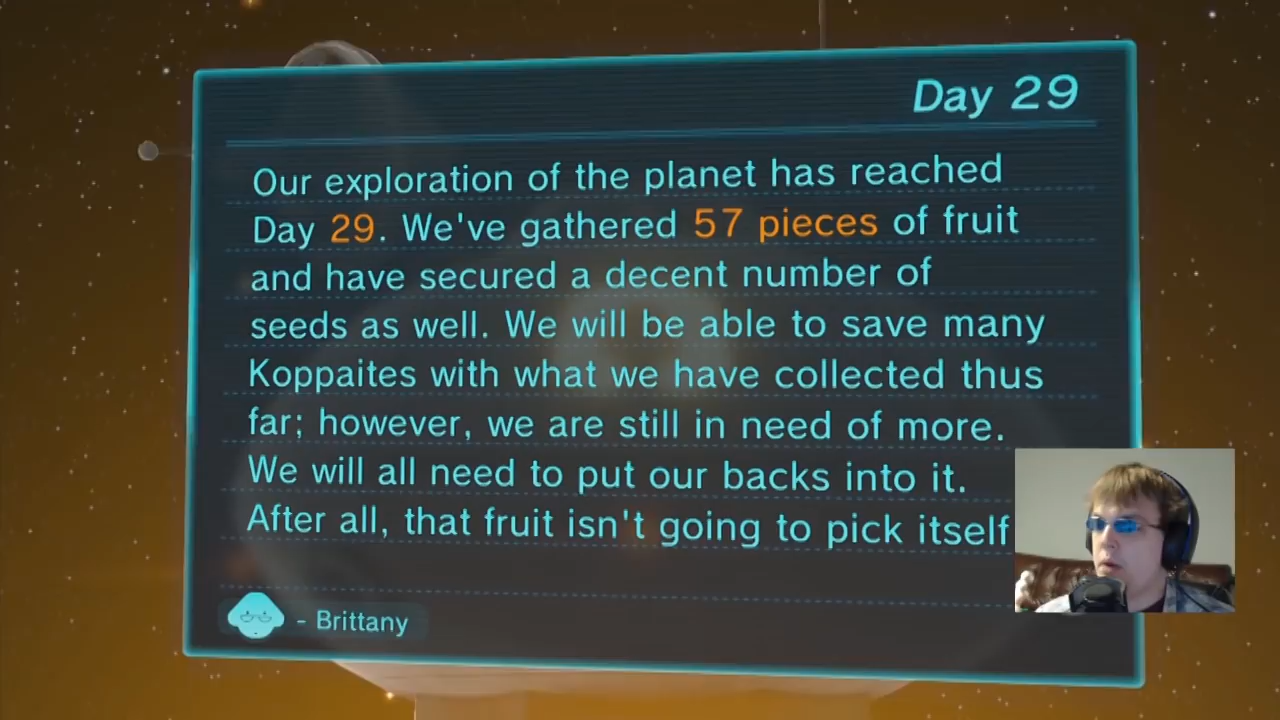 Day 29
Our exploration of the planet has reached
Day 29. We've gathered 57 pieces of fruit
and have secured a decent number of
seeds as well. We will be able to save many
Koppaites with what we have collected thus
far; however, we are still in need of more.
We will all need to put our backs into it.
After all, that fruit isn't going to pick itself
- Brittany